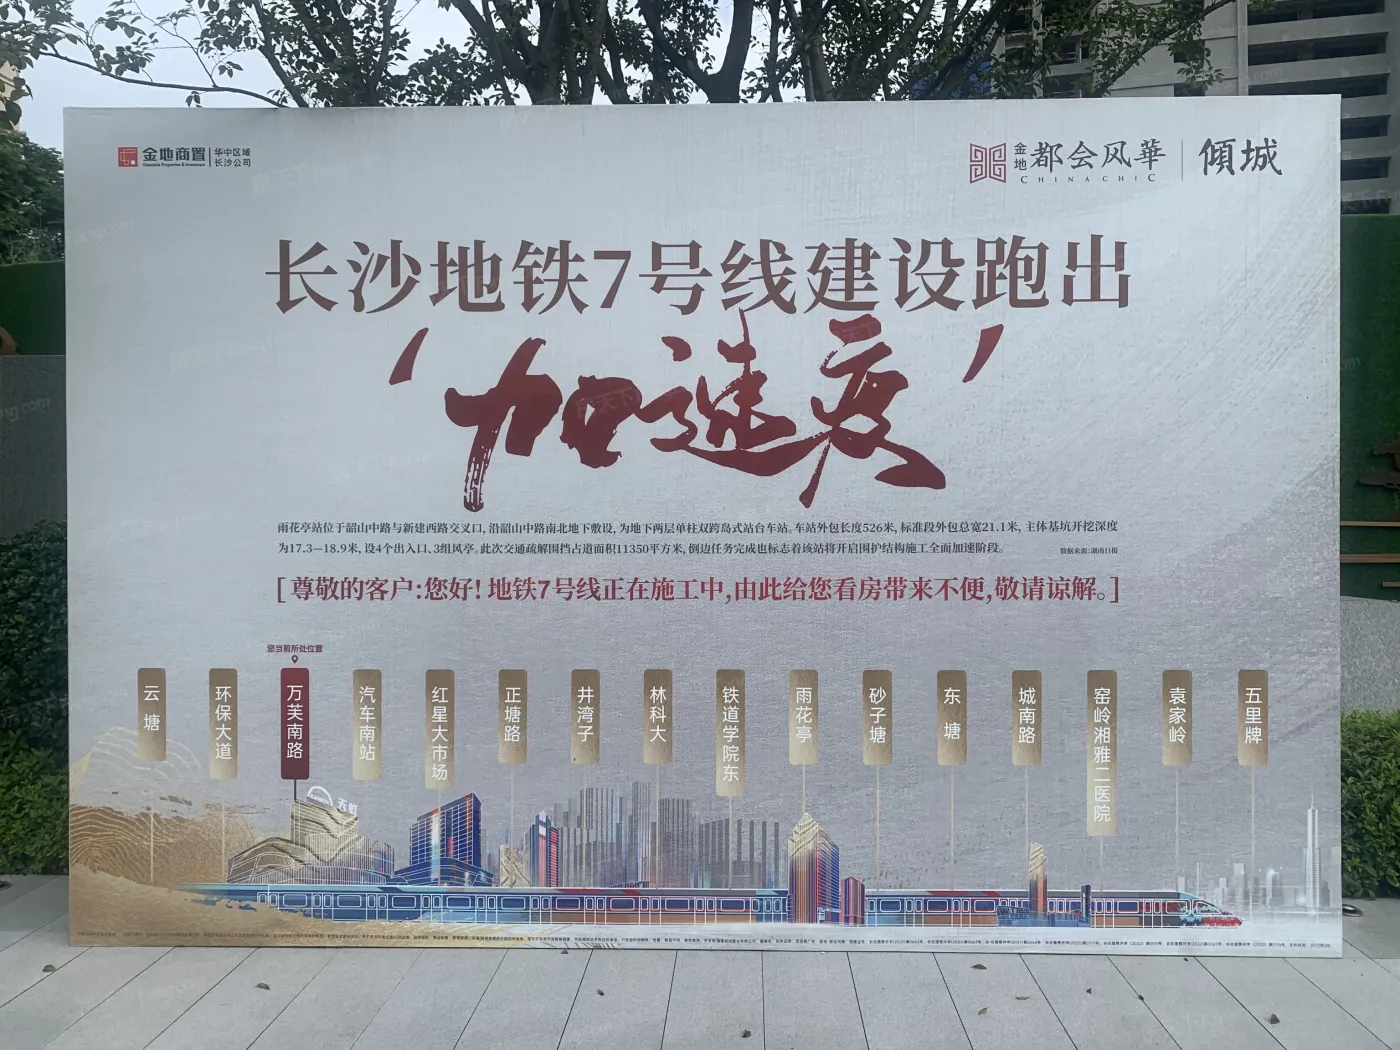 金地商置 华中区域
长沙公司
金地 都会风華 傾城
CHINACHIC
长沙地铁7号线建设跑出
‘加速度’
雨花亭站位于韶山中路与新建西路交叉口，沿韶山中路南北地下敷设，为地下两层单柱双跨岛式站台车站。车站外包长度526米，标准段外包总宽21.1米，主体基坑开挖深度
为17.3—18.9米，设4个出入口、3组风亭。此次交通疏解围挡占道面积11350平方米，倒边任务完成也标志着该站将开启围护结构施工全面加速阶段。 数据来源：湖南日报
[ 尊敬的客户：您好！地铁7号线正在施工中，由此给您看房带来不便，敬请谅解。]
您当前所处位置
云塘
环保大道
万芙南路
汽车南站
红星大市场
正塘路
井湾子
林科大
铁道学院东
雨花亭
砂子塘
东塘
城南路
窑岭湘雅二医院
袁家岭
五里牌
天虹